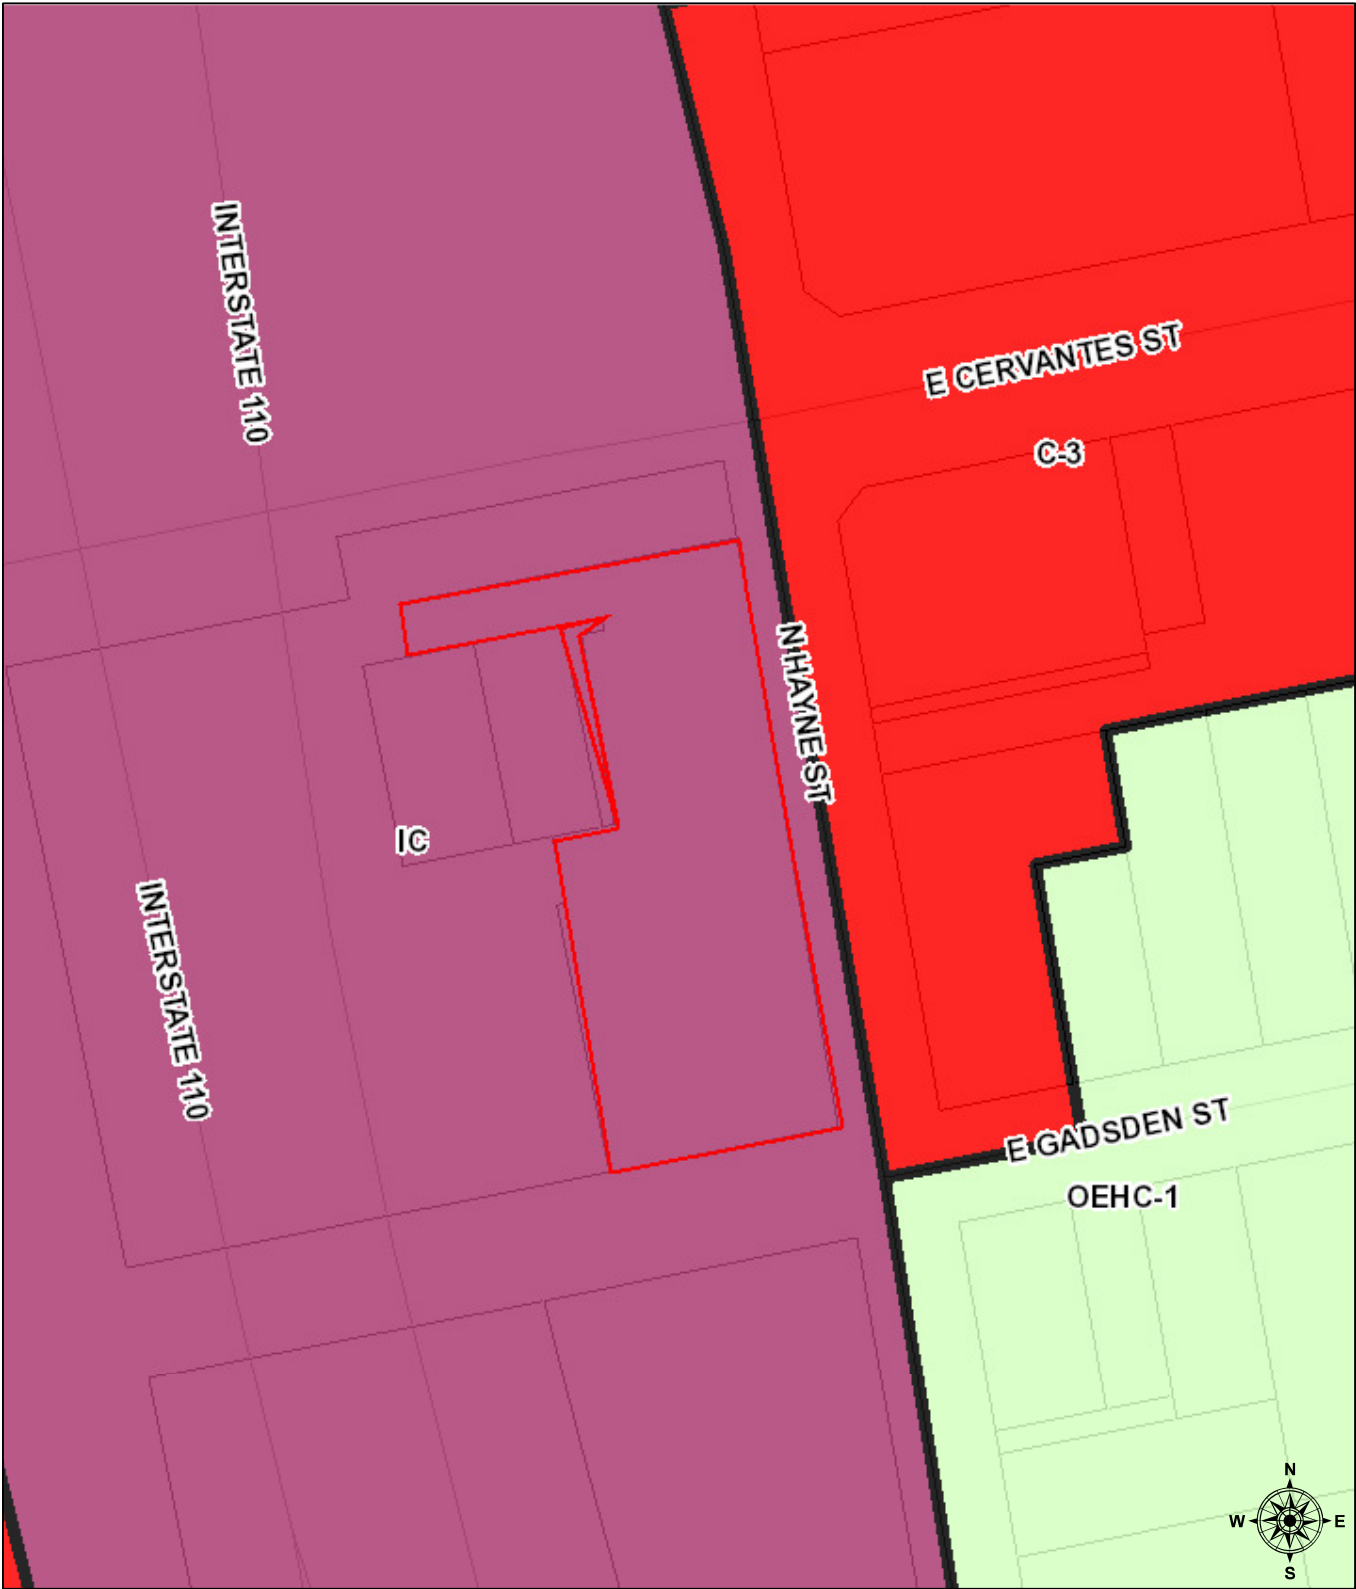 INTERSTATE 110
E CERVANTES ST
C-3
N HAYNE ST
IC
INTERSTATE 110
E GADSDEN ST
OEHC-1
N
W E
S